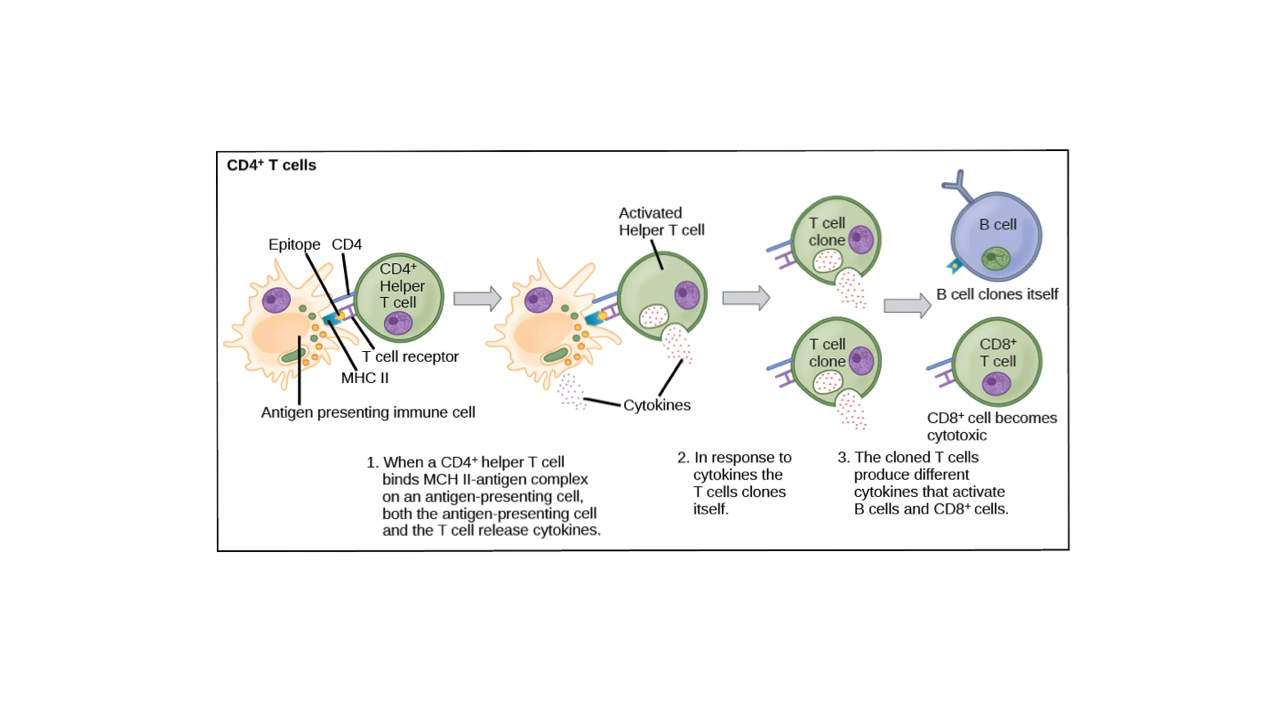 CD4⁺ T cells
Epitope
CD4
CD4⁺
Helper
T cell
T cell receptor
MHC II
Antigen presenting immune cell
Activated
Helper T cell
Cytokines
T cell
clone
T cell
clone
B cell
B cell clones itself
CD8⁺
T cell
CD8⁺ cell becomes
cytotoxic
1. When a CD4⁺ helper T cell
binds MCH II-antigen complex
on an antigen-presenting cell,
both the antigen-presenting cell
and the T cell release cytokines.
2. In response to
cytokines the
T cells clones
itself.
3. The cloned T cells
produce different
cytokines that activate
B cells and CD8⁺ cells.